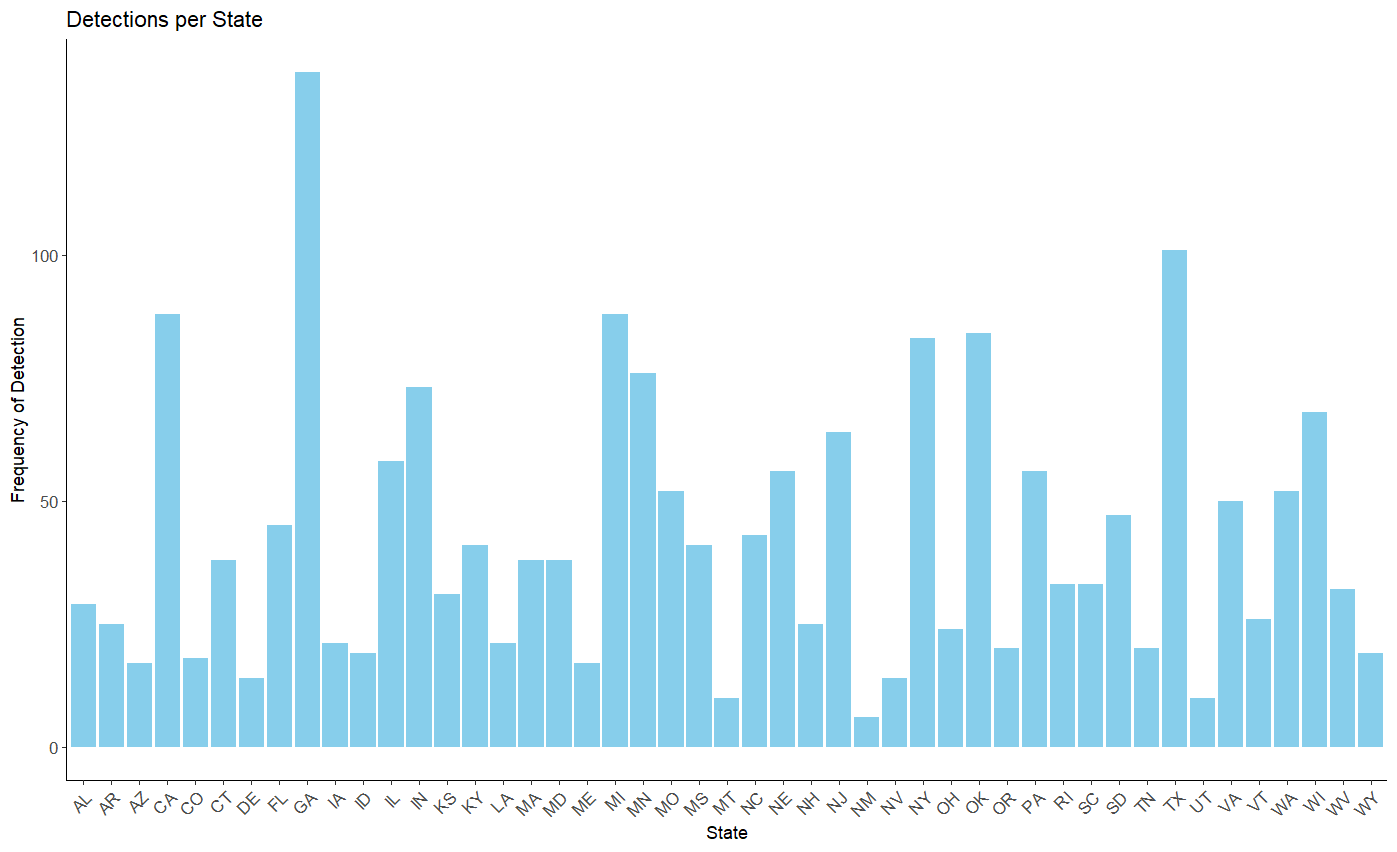 Detections per State
Frequency of Detection
100
50
0
AL AR AZ CA CO CT DE FL GA IA ID IL IN KS KY LA MA MD ME MI MN MO MS MT NC NE NH NJ NM NV NY OH OK OR PA RI SC SD TN TX UT VA VT WA WI WV WY
State